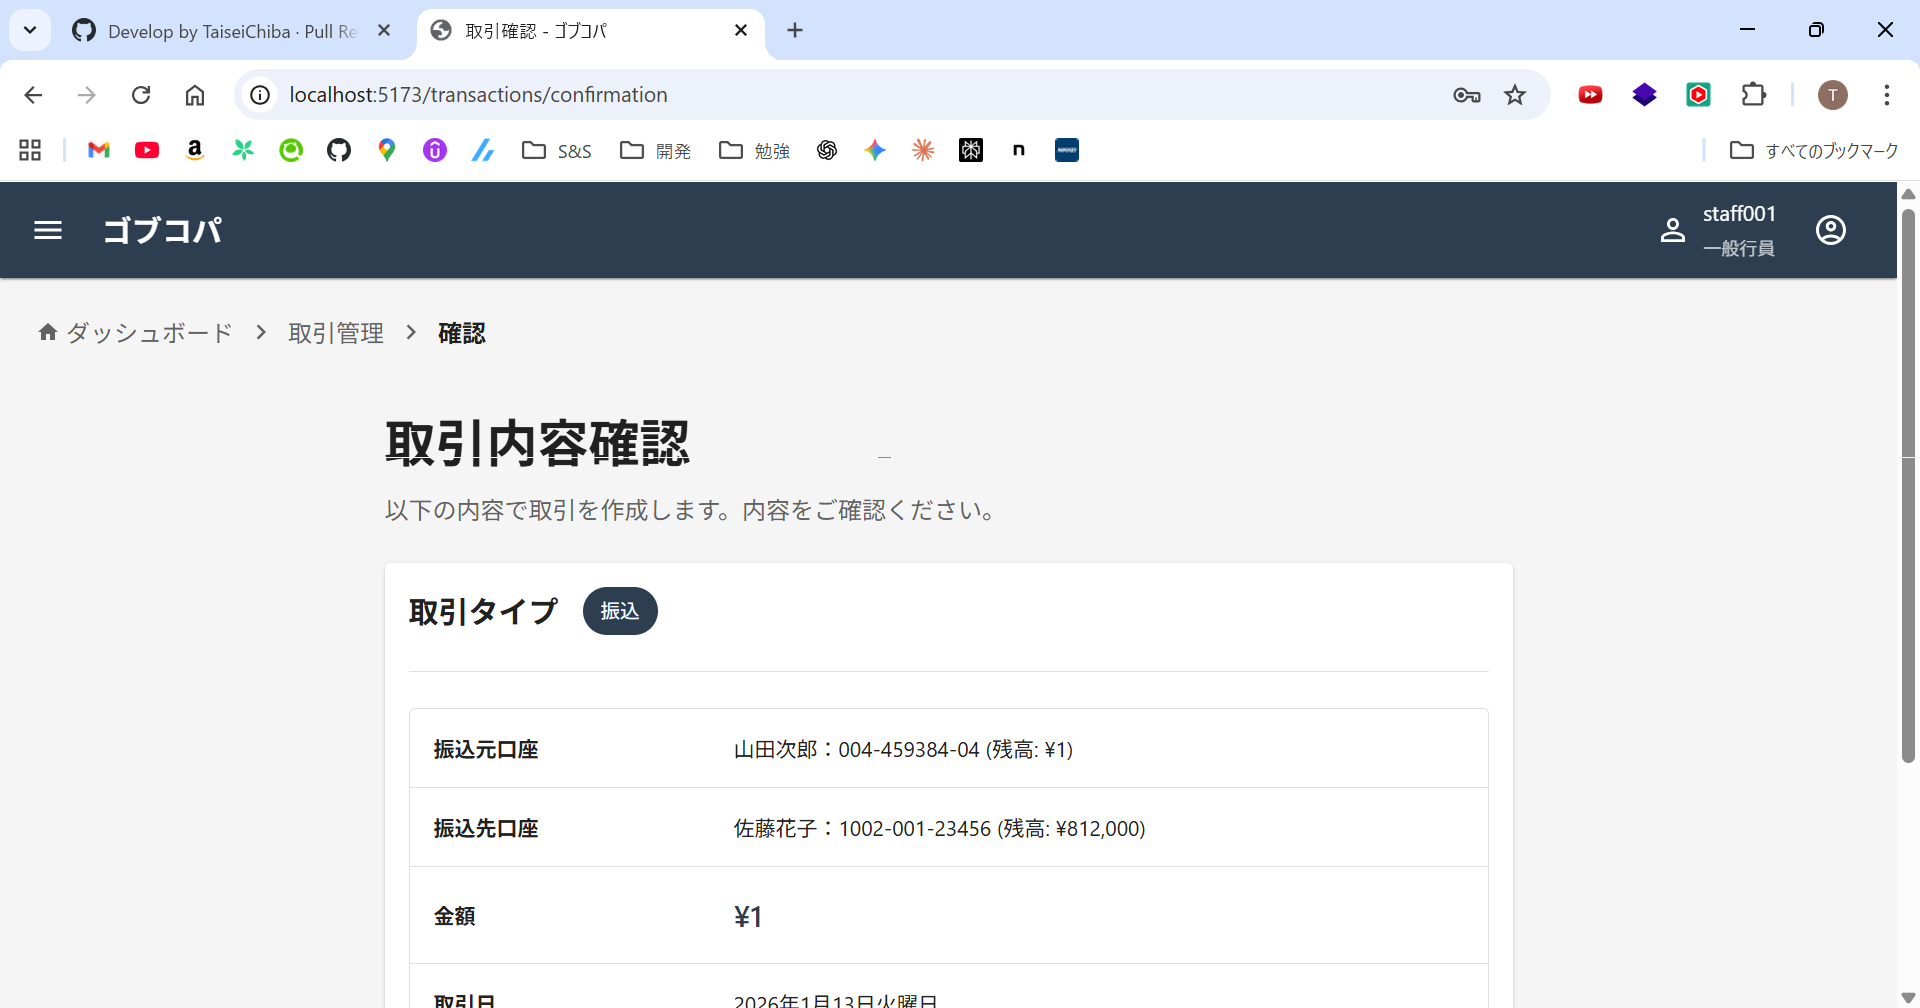 Develop by TaiseiChiba · Pull Re
取引確認 - ゴブコパ
localhost:5173/transactions/confirmation
T
S&S
開発
勉強
すべてのブックマーク
ゴブコパ
staff001
一般行員
ダッシュボード > 取引管理 > 確認
取引内容確認
以下の内容で取引を作成します。内容をご確認ください。
取引タイプ 振込
振込元口座 山田次郎：004-459384-04 (残高: ¥1)
振込先口座 佐藤花子：1002-001-23456 (残高: ¥812,000)
金額 ¥1
取引日 2026年1月13日火曜日